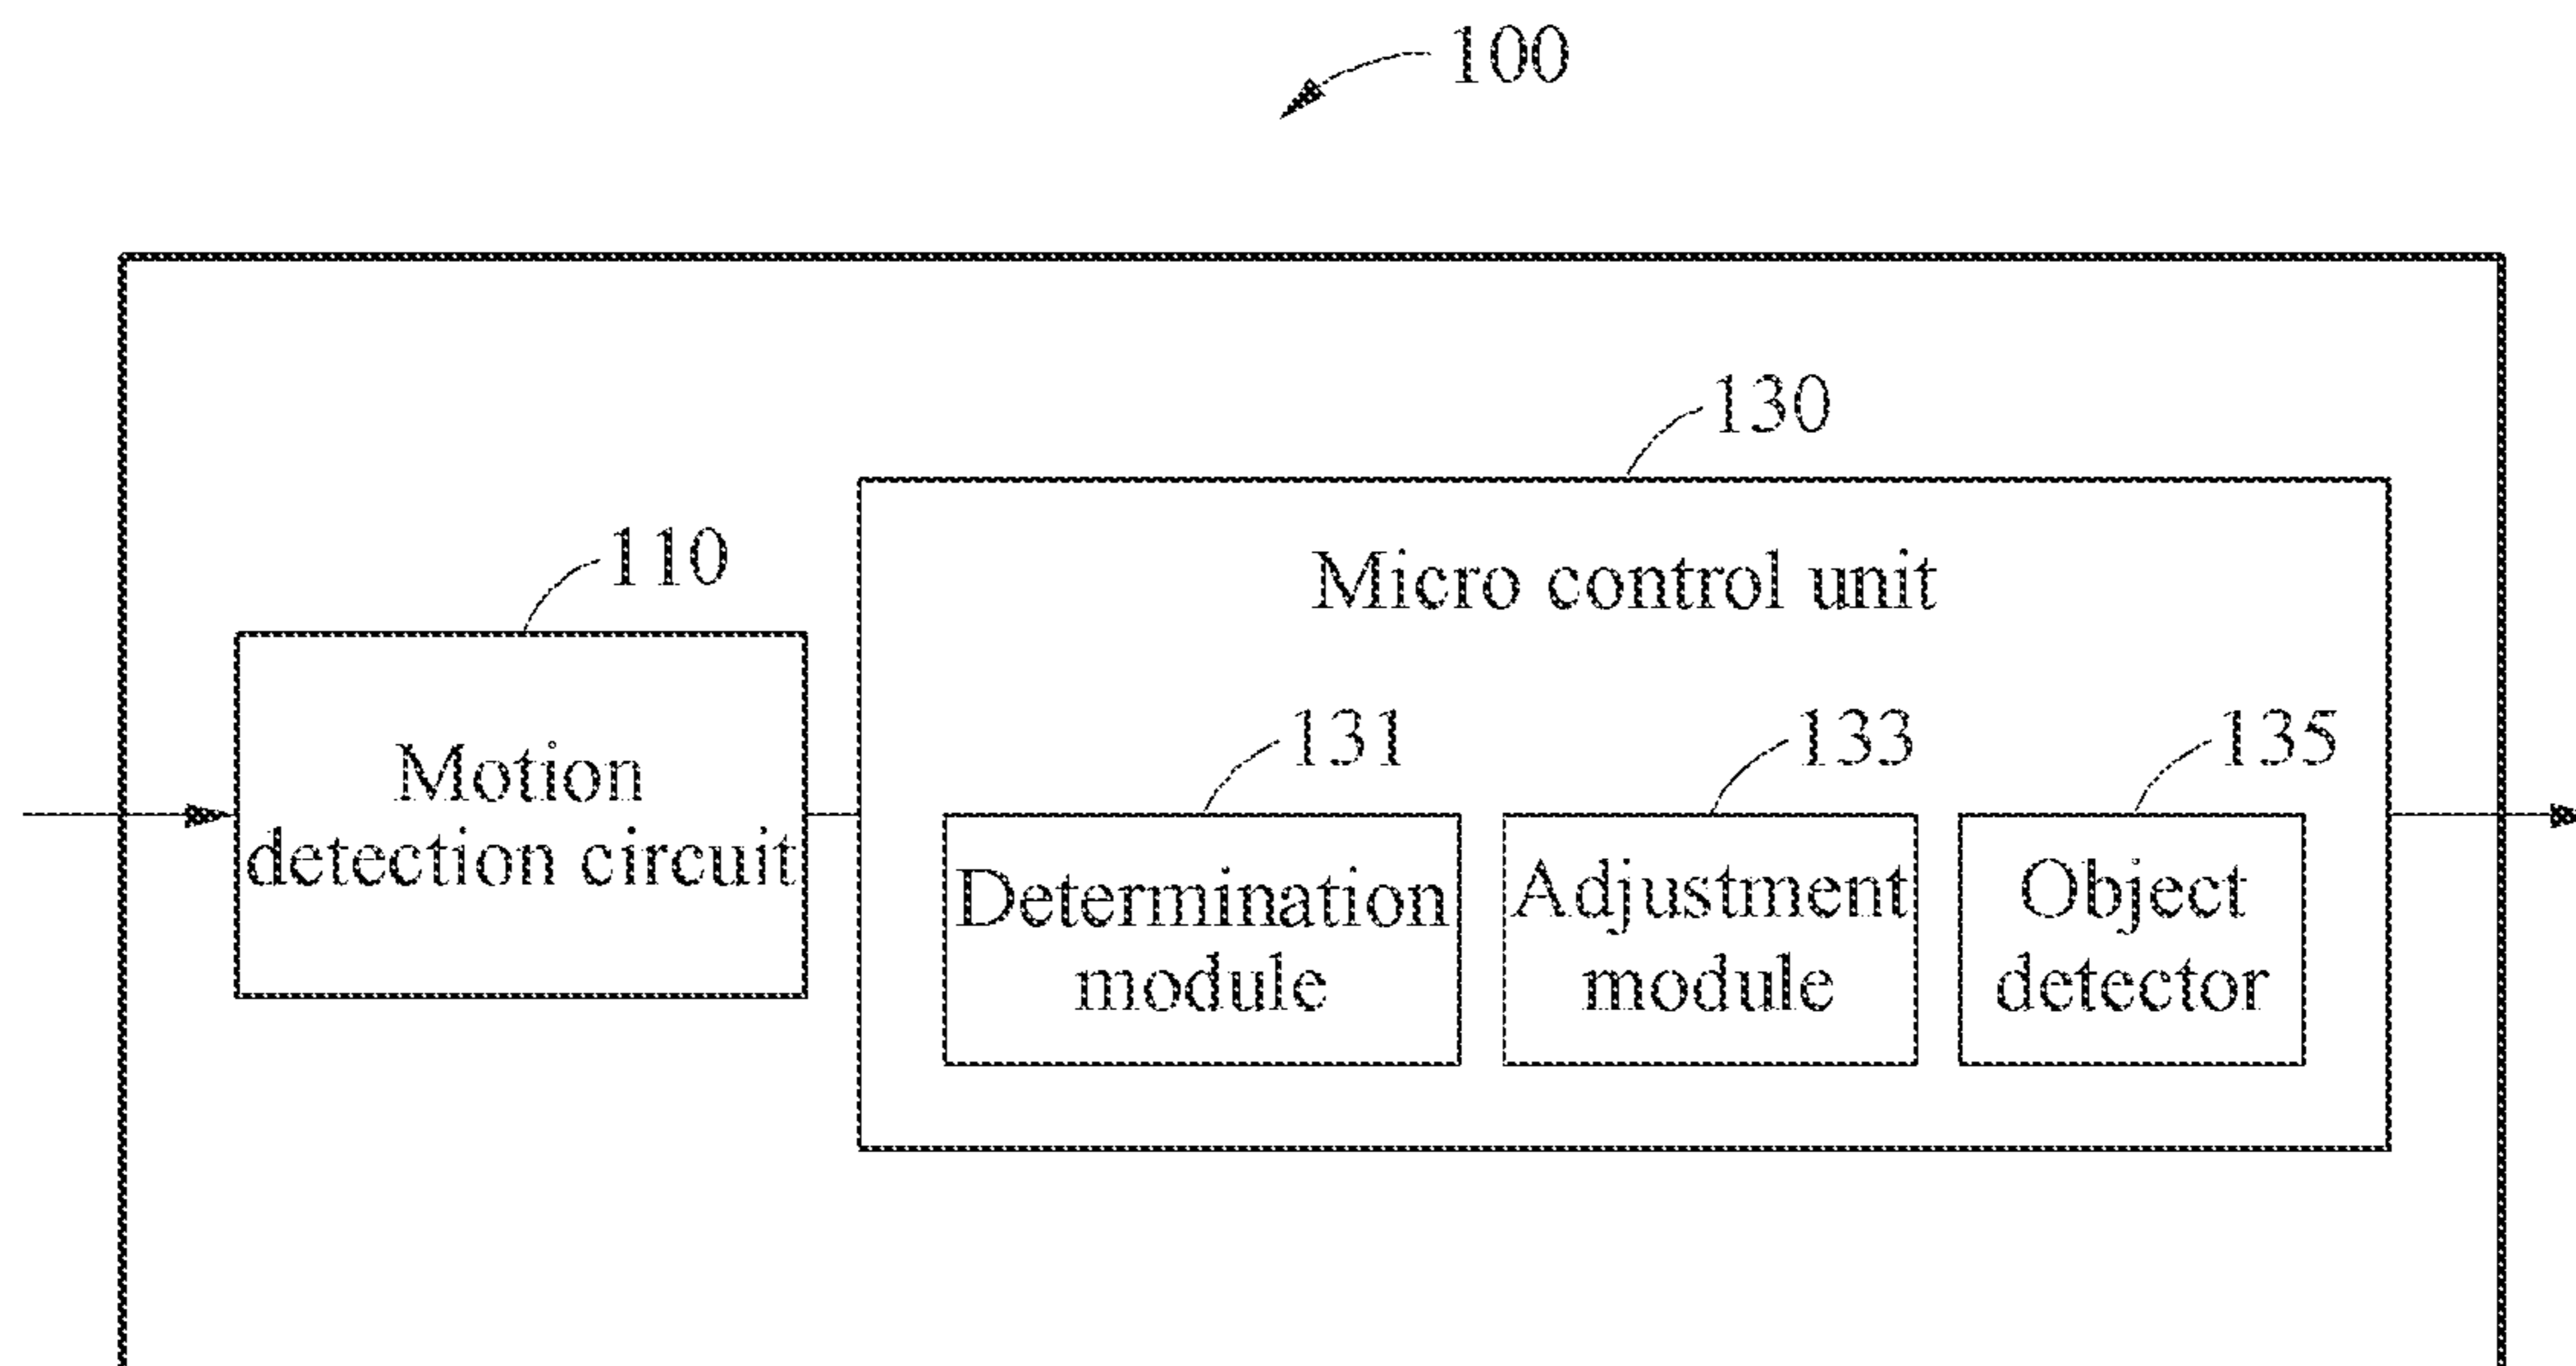 100
130
110
Micro control unit
131
133
135
Motion
detection circuit
Determination
module
Adjustment
module
Object
detector